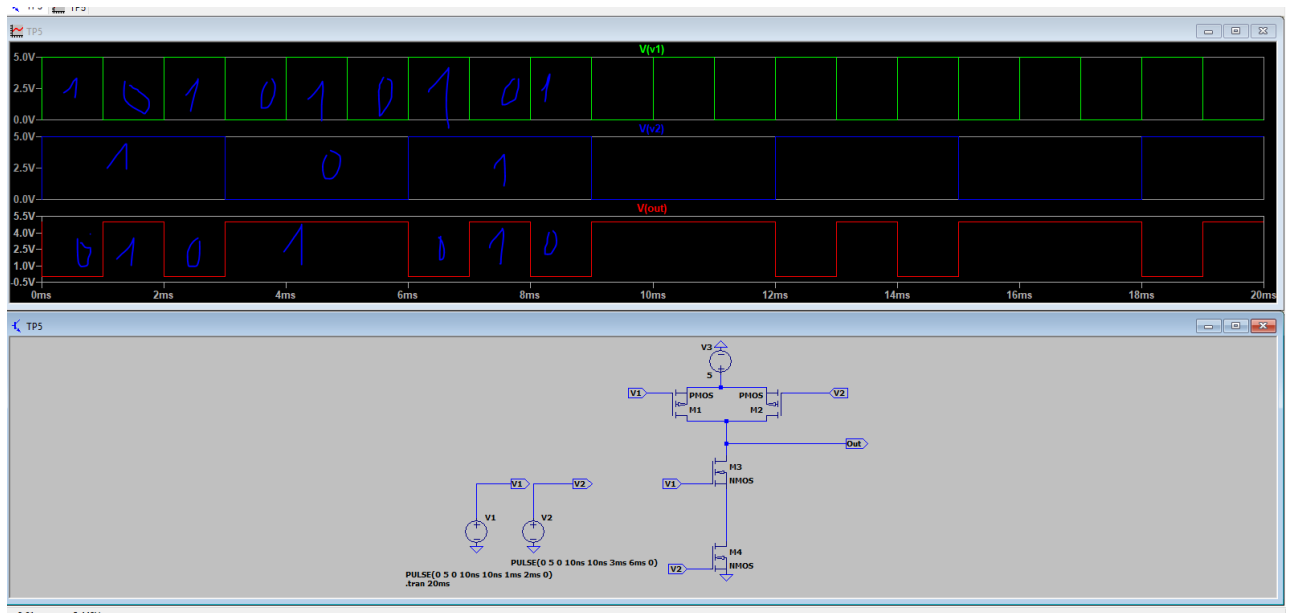 TP5
TP5
V(v1)
5.0V
2.5V
0.0V
1 0 1 0 1 0 1 0 1
V(v2)
5.0V
2.5V
0.0V
1 0 1
V(out)
5.5V
4.0V
2.5V
1.0V
-0.5V
0 1 0 1 0 1 0
0ms 2ms 4ms 6ms 8ms 10ms 12ms 14ms 16ms 18ms 20ms
TP5
V3
5
V1 PMOS PMOS V2
M1 M2
Out
M3
V1 V2 V1 NMOS
V1 V2
M4
PULSE(0 5 0 10ns 10ns 3ms 6ms 0) V2 NMOS
PULSE(0 5 0 10ns 10ns 1ms 2ms 0)
.tran 20ms